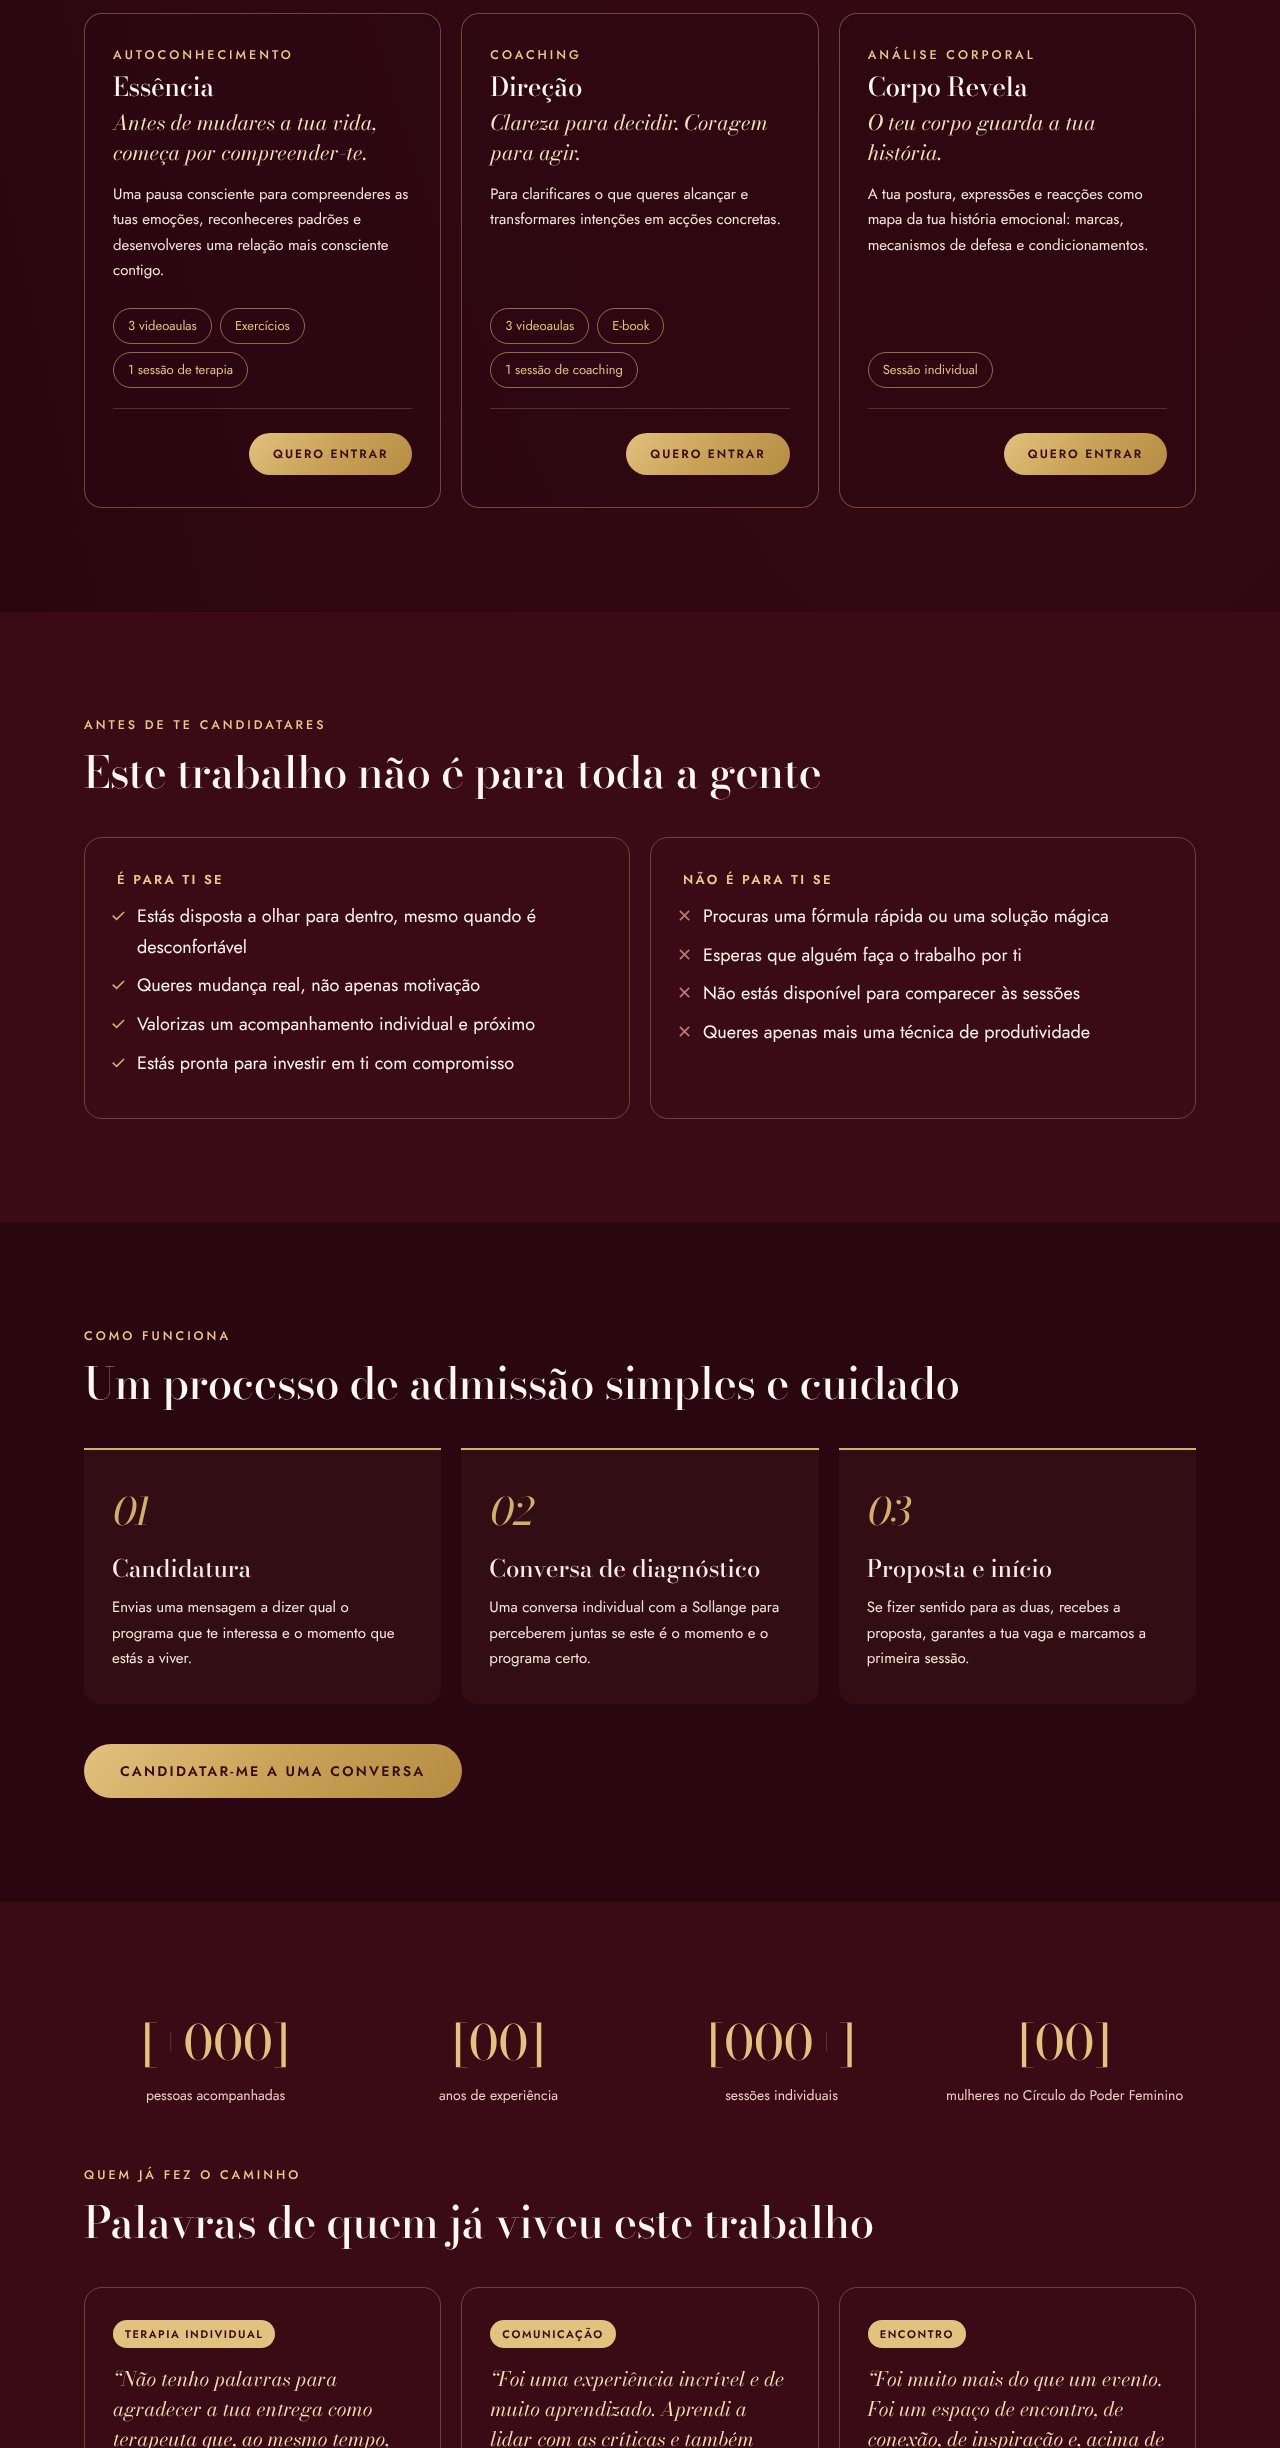 AUTOCONHECIMENTO
Essência
Antes de mudares a tua vida,
começa por compreender-te.
Uma pausa consciente para compreenderes as
tuas emoções, reconheceres padrões e
desenvolveres uma relação mais consciente
contigo.
3 videoaulas
Exercícios
1 sessão de terapia
QUERO ENTRAR
COACHING
Direção
Clareza para decidir. Coragem
para agir.
Para clarificares o que queres alcançar e
transformares intenções em acções concretas.
3 videoaulas
E-book
1 sessão de coaching
QUERO ENTRAR
ANÁLISE CORPORAL
Corpo Revela
O teu corpo guarda a tua
história.
A tua postura, expressões e reacções como
mapa da tua história emocional: marcas,
mecanismos de defesa e condicionamentos.
Sessão individual
QUERO ENTRAR
ANTES DE TE CANDIDATARES
Este trabalho não é para toda a gente
É PARA TI SE
✓ Estás disposta a olhar para dentro, mesmo quando é
desconfortável
✓ Queres mudança real, não apenas motivação
✓ Valorizas um acompanhamento individual e próximo
✓ Estás pronta para investir em ti com compromisso
NÃO É PARA TI SE
✕ Procuras uma fórmula rápida ou uma solução mágica
✕ Esperas que alguém faça o trabalho por ti
✕ Não estás disponível para comparecer às sessões
✕ Queres apenas mais uma técnica de produtividade
COMO FUNCIONA
Um processo de admissão simples e cuidado
01
Candidatura
Envias uma mensagem a dizer qual o
programa que te interessa e o momento que
estás a viver.
02
Conversa de diagnóstico
Uma conversa individual com a Sollange para
perceberem juntas se este é o momento e o
programa certo.
03
Proposta e início
Se fizer sentido para as duas, recebes a
proposta, garantes a tua vaga e marcamos a
primeira sessão.
CANDIDATAR-ME A UMA CONVERSA
[+000]
pessoas acompanhadas
[00]
anos de experiência
[000+]
sessões individuais
[00]
mulheres no Círculo do Poder Feminino
QUEM JÁ FEZ O CAMINHO
Palavras de quem já viveu este trabalho
TERAPIA INDIVIDUAL
“Não tenho palavras para
agradecer a tua entrega como
terapeuta que, ao mesmo tempo,
COMUNICAÇÃO
“Foi uma experiência incrível e de
muito aprendizado. Aprendi a
lidar com as críticas e também
ENCONTRO
“Foi muito mais do que um evento.
Foi um espaço de encontro, de
conexão, de inspiração e, acima de